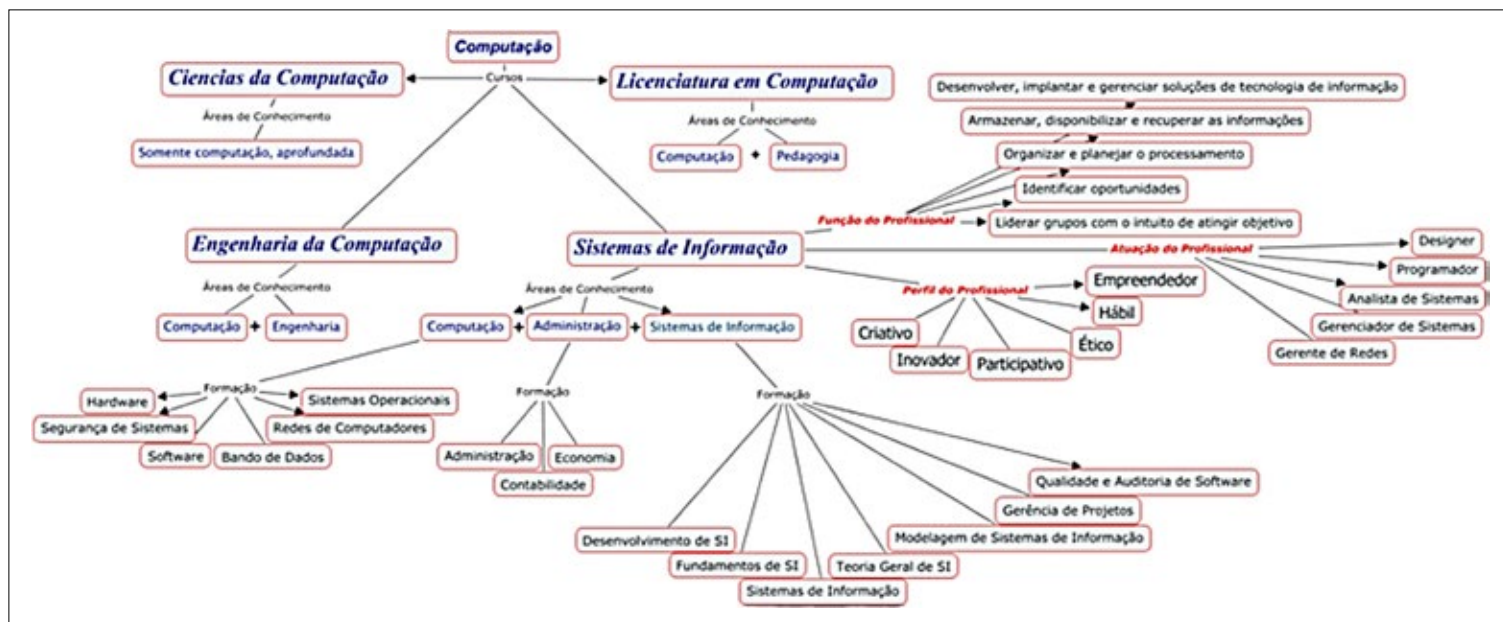 Computação
Cursos
Ciencias da Computação
Áreas de Conhecimento
Somente computação, aprofundada
Licenciatura em Computação
Áreas de Conhecimento
Computação + Pedagogia
Engenharia da Computação
Áreas de Conhecimento
Computação + Engenharia
Sistemas de Informação
Áreas de Conhecimento
Computação + Administração + Sistemas de Informação
Formação
Hardware
Segurança de Sistemas
Software
Bando de Dados
Redes de Computadores
Sistemas Operacionais
Formação
Administração
Contabilidade
Economia
Formação
Desenvolvimento de SI
Fundamentos de SI
Sistemas de Informação
Teoria Geral de SI
Modelagem de Sistemas de Informação
Gerência de Projetos
Qualidade e Auditoria de Software
Função do Profissional
Desenvolver, implantar e gerenciar soluções de tecnologia de informação
Armazenar, disponibilizar e recuperar as informações
Organizar e planejar o processamento
Identificar oportunidades
Liderar grupos com o intuito de atingir objetivo
Atuação do Profissional
Designer
Programador
Analista de Sistemas
Gerenciador de Sistemas
Gerente de Redes
Perfil do Profissional
Empreendedor
Hábil
Ético
Participativo
Inovador
Criativo